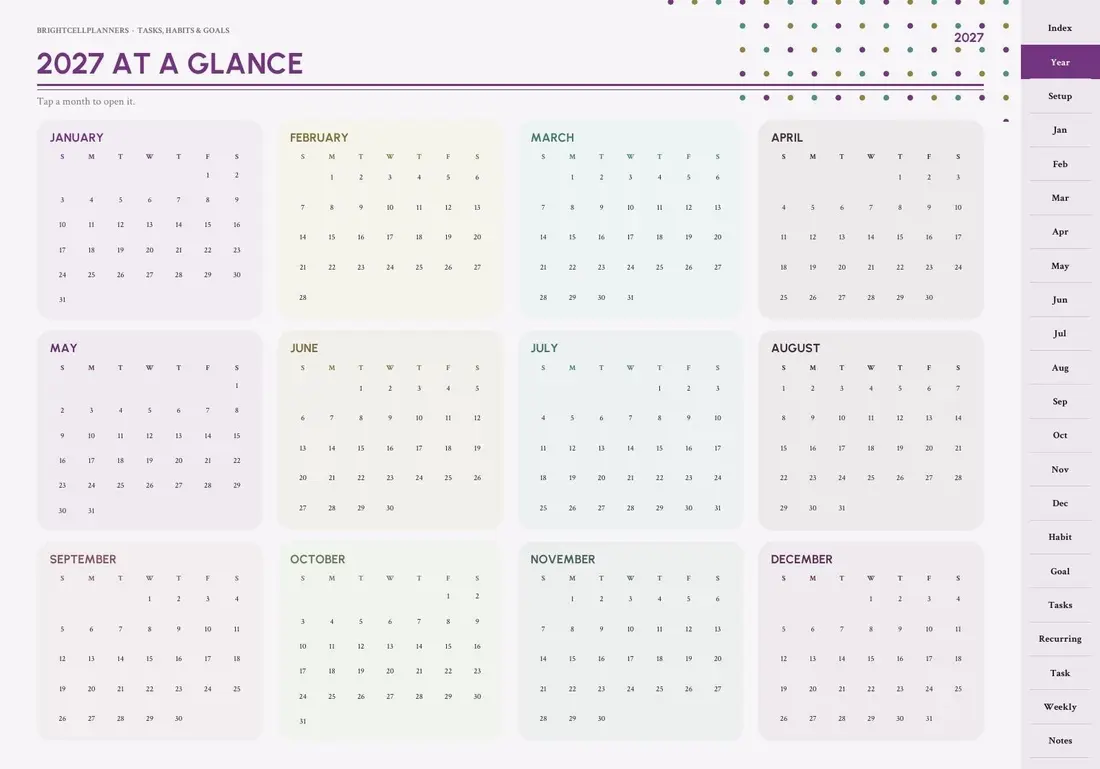 BRIGHTCELLPLANNERS · TASKS, HABITS & GOALS
2027
2027 AT A GLANCE
Tap a month to open it.
JANUARY
S M T W T F S
1 2
3 4 5 6 7 8 9
10 11 12 13 14 15 16
17 18 19 20 21 22 23
24 25 26 27 28 29 30
31
FEBRUARY
S M T W T F S
1 2 3 4 5 6
7 8 9 10 11 12 13
14 15 16 17 18 19 20
21 22 23 24 25 26 27
28
MARCH
S M T W T F S
1 2 3 4 5 6
7 8 9 10 11 12 13
14 15 16 17 18 19 20
21 22 23 24 25 26 27
28 29 30 31
APRIL
S M T W T F S
1 2 3
4 5 6 7 8 9 10
11 12 13 14 15 16 17
18 19 20 21 22 23 24
25 26 27 28 29 30
MAY
S M T W T F S
1
2 3 4 5 6 7 8
9 10 11 12 13 14 15
16 17 18 19 20 21 22
23 24 25 26 27 28 29
30 31
JUNE
S M T W T F S
1 2 3 4 5
6 7 8 9 10 11 12
13 14 15 16 17 18 19
20 21 22 23 24 25 26
27 28 29 30
JULY
S M T W T F S
1 2 3
4 5 6 7 8 9 10
11 12 13 14 15 16 17
18 19 20 21 22 23 24
25 26 27 28 29 30 31
AUGUST
S M T W T F S
1 2 3 4 5 6 7
8 9 10 11 12 13 14
15 16 17 18 19 20 21
22 23 24 25 26 27 28
29 30 31
SEPTEMBER
S M T W T F S
1 2 3 4
5 6 7 8 9 10 11
12 13 14 15 16 17 18
19 20 21 22 23 24 25
26 27 28 29 30
OCTOBER
S M T W T F S
1 2
3 4 5 6 7 8 9
10 11 12 13 14 15 16
17 18 19 20 21 22 23
24 25 26 27 28 29 30
31
NOVEMBER
S M T W T F S
1 2 3 4 5 6
7 8 9 10 11 12 13
14 15 16 17 18 19 20
21 22 23 24 25 26 27
28 29 30
DECEMBER
S M T W T F S
1 2 3 4
5 6 7 8 9 10 11
12 13 14 15 16 17 18
19 20 21 22 23 24 25
26 27 28 29 30 31
Index
Year
Setup
Jan
Feb
Mar
Apr
May
Jun
Jul
Aug
Sep
Oct
Nov
Dec
Habit
Goal
Tasks
Recurring
Task
Weekly
Notes